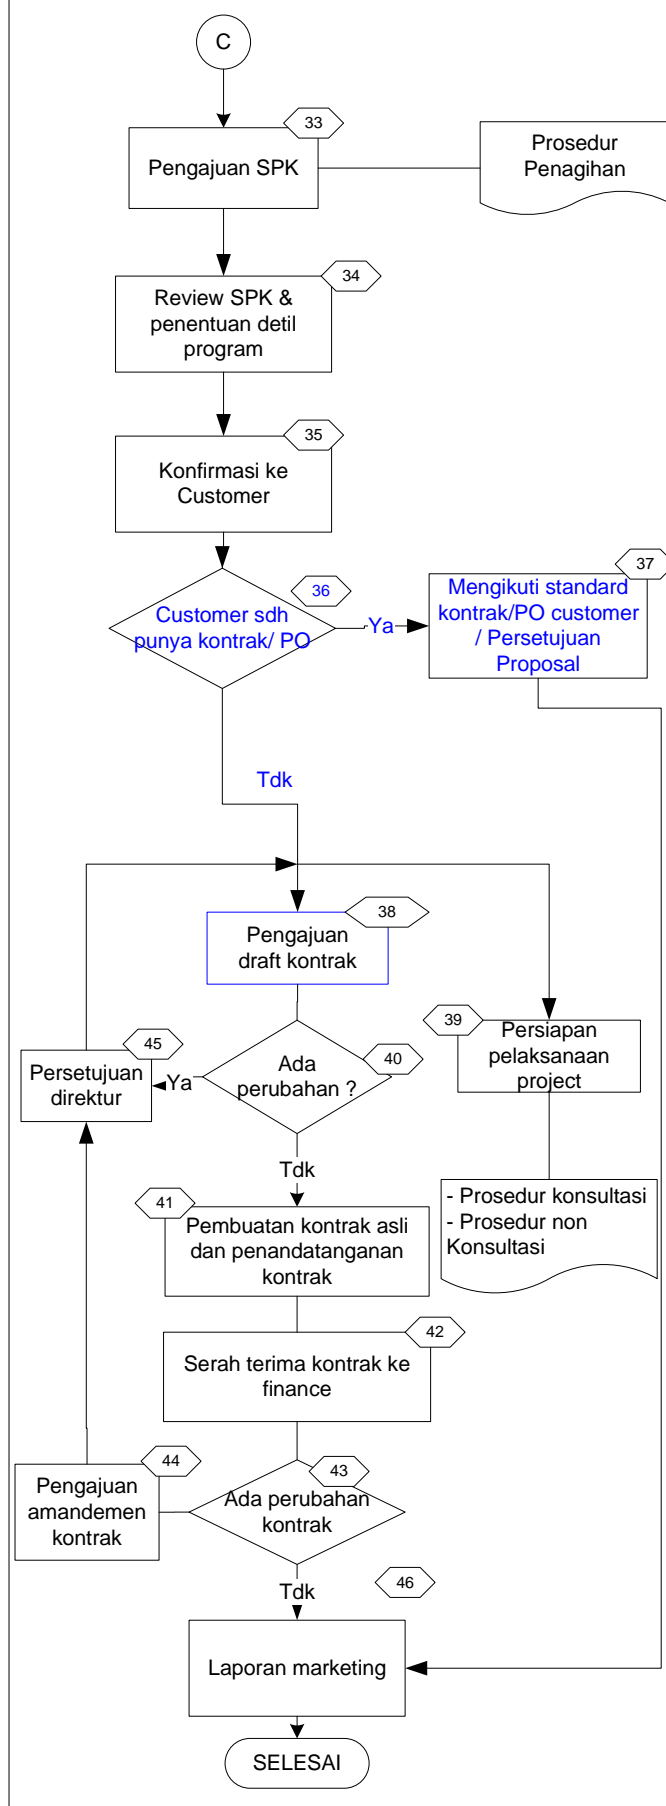 C
33
Pengajuan SPK
Prosedur
Penagihan
34
Review SPK &
penentuan detil
program
35
Konfirmasi ke
Customer
36
Customer sdh
punya kontrak/ PO
Ya
37
Mengikuti standard
kontrak/PO customer
/ Persetujuan
Proposal
Tdk
38
Pengajuan
draft kontrak
39
Persiapan
pelaksanaan
project
40
Ada
perubahan ?
Ya
45
Persetujuan
direktur
Tdk
- Prosedur konsultasi
- Prosedur non
Konsultasi
41
Pembuatan kontrak asli
dan penandatanganan
kontrak
42
Serah terima kontrak ke
finance
43
Ada perubahan
kontrak
44
Pengajuan
amandemen
kontrak
Tdk
46
Laporan marketing
SELESAI